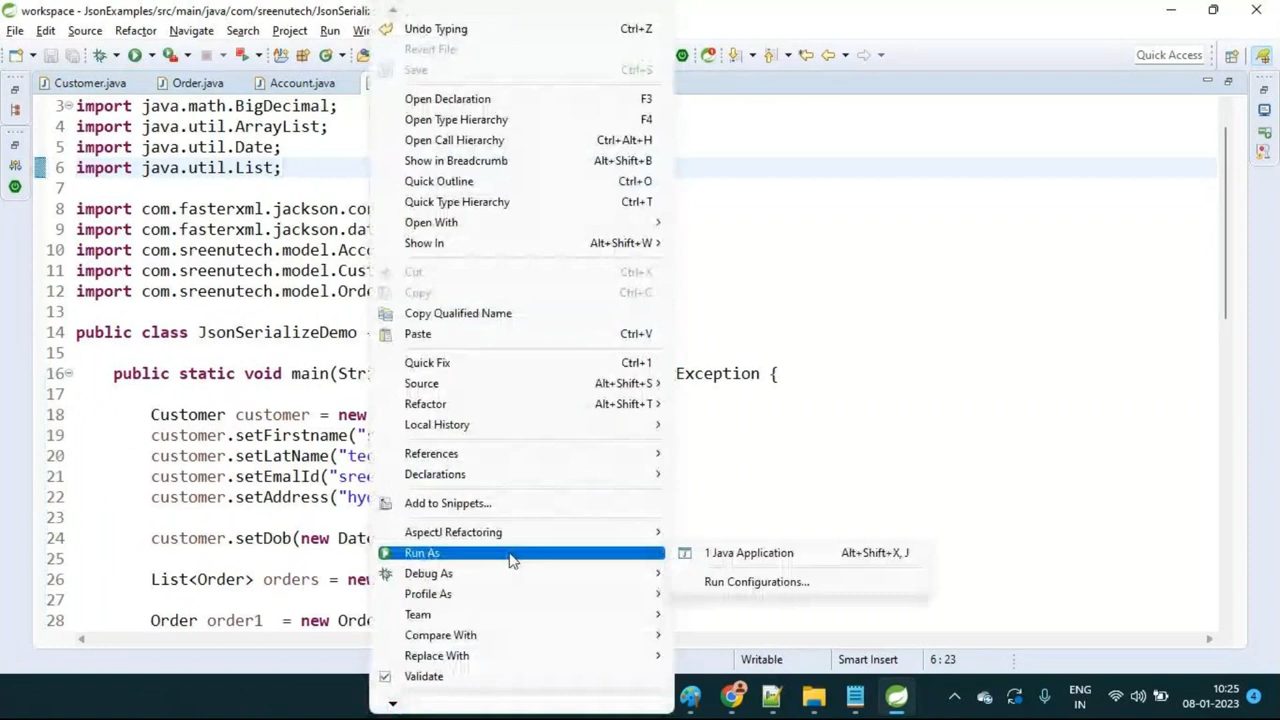 workspace - JsonExamples/src/main/java/com/sreenutech/JsonSerializ
File Edit Source Refactor Navigate Search Project Run Wi
Quick Access
Customer.java Order.java Account.java
3 import java.math.BigDecimal;
4 import java.util.ArrayList;
5 import java.util.Date;
6 import java.util.List;
7
8 import com.fasterxml.jackson.co
9 import com.fasterxml.jackson.dat
10 import com.sreenutech.model.Acco
11 import com.sreenutech.model.Cust
12 import com.sreenutech.model.Orde
13
14 public class JsonSerializeDemo
15
16 public static void main(Stri Exception {
17
18 Customer customer = new
19 customer.setFirstname("s
20 customer.setLatName("tec
21 customer.setEmalId("sree
22 customer.setAddress("hyd
23
24 customer.setDob(new Date
25
26 List<Order> orders = new
27
28 Order order1 = new Orde
Undo Typing Ctrl+Z
Revert File
Save Ctrl+S
Open Declaration F3
Open Type Hierarchy F4
Open Call Hierarchy Ctrl+Alt+H
Show in Breadcrumb Alt+Shift+B
Quick Outline Ctrl+O
Quick Type Hierarchy Ctrl+T
Open With
Show In Alt+Shift+W
Cut Ctrl+X
Copy Ctrl+C
Copy Qualified Name
Paste Ctrl+V
Quick Fix Ctrl+1
Source Alt+Shift+S
Refactor Alt+Shift+T
Local History
References
Declarations
Add to Snippets...
AspectJ Refactoring
Run As
Debug As
Profile As
Team
Compare With
Replace With
Validate
1 Java Application Alt+Shift+X, J
Run Configurations...
Writable Smart Insert 6 : 23
ENG
IN
10:25
08-01-2023
4